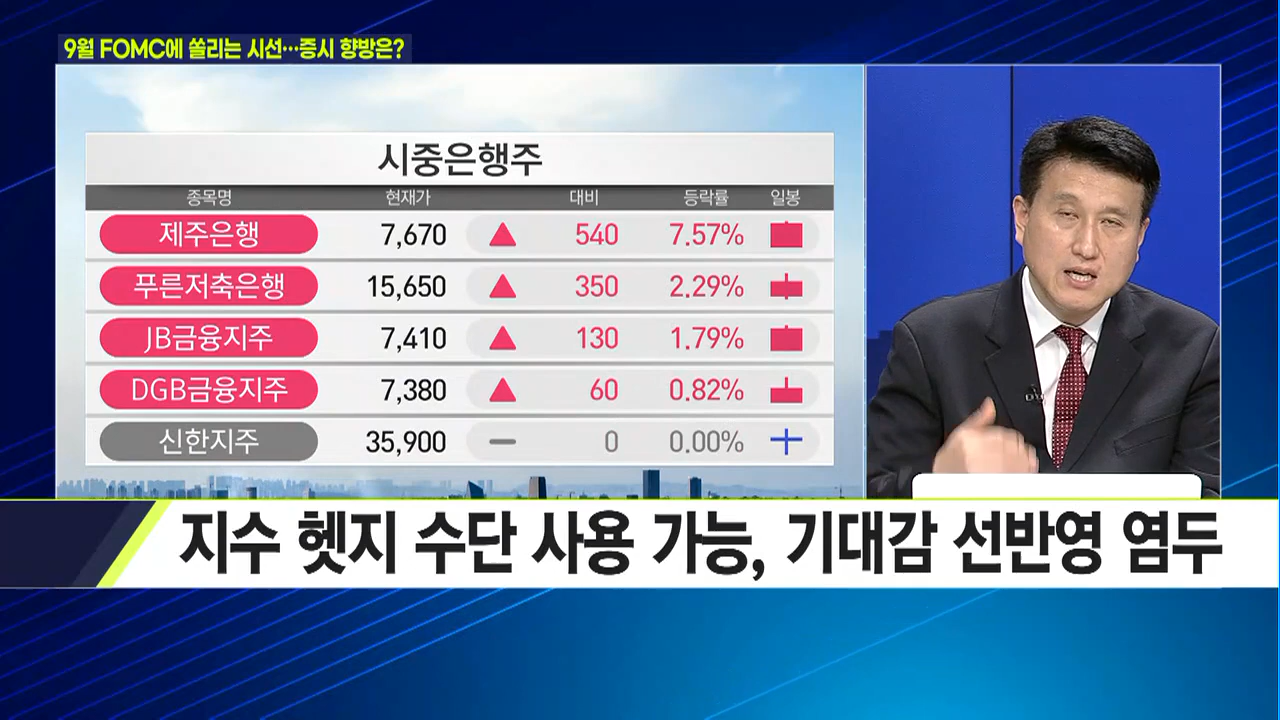 9월 FOMC에 쏠리는 시선…증시 향방은?
시중은행주
종목명 현재가 대비 등락률 일봉
제주은행 7,670 ▲ 540 7.57%
푸른저축은행 15,650 ▲ 350 2.29%
JB금융지주 7,410 ▲ 130 1.79%
DGB금융지주 7,380 ▲ 60 0.82%
신한지주 35,900 — 0 0.00%
지수 헷지 수단 사용 가능, 기대감 선반영 염두